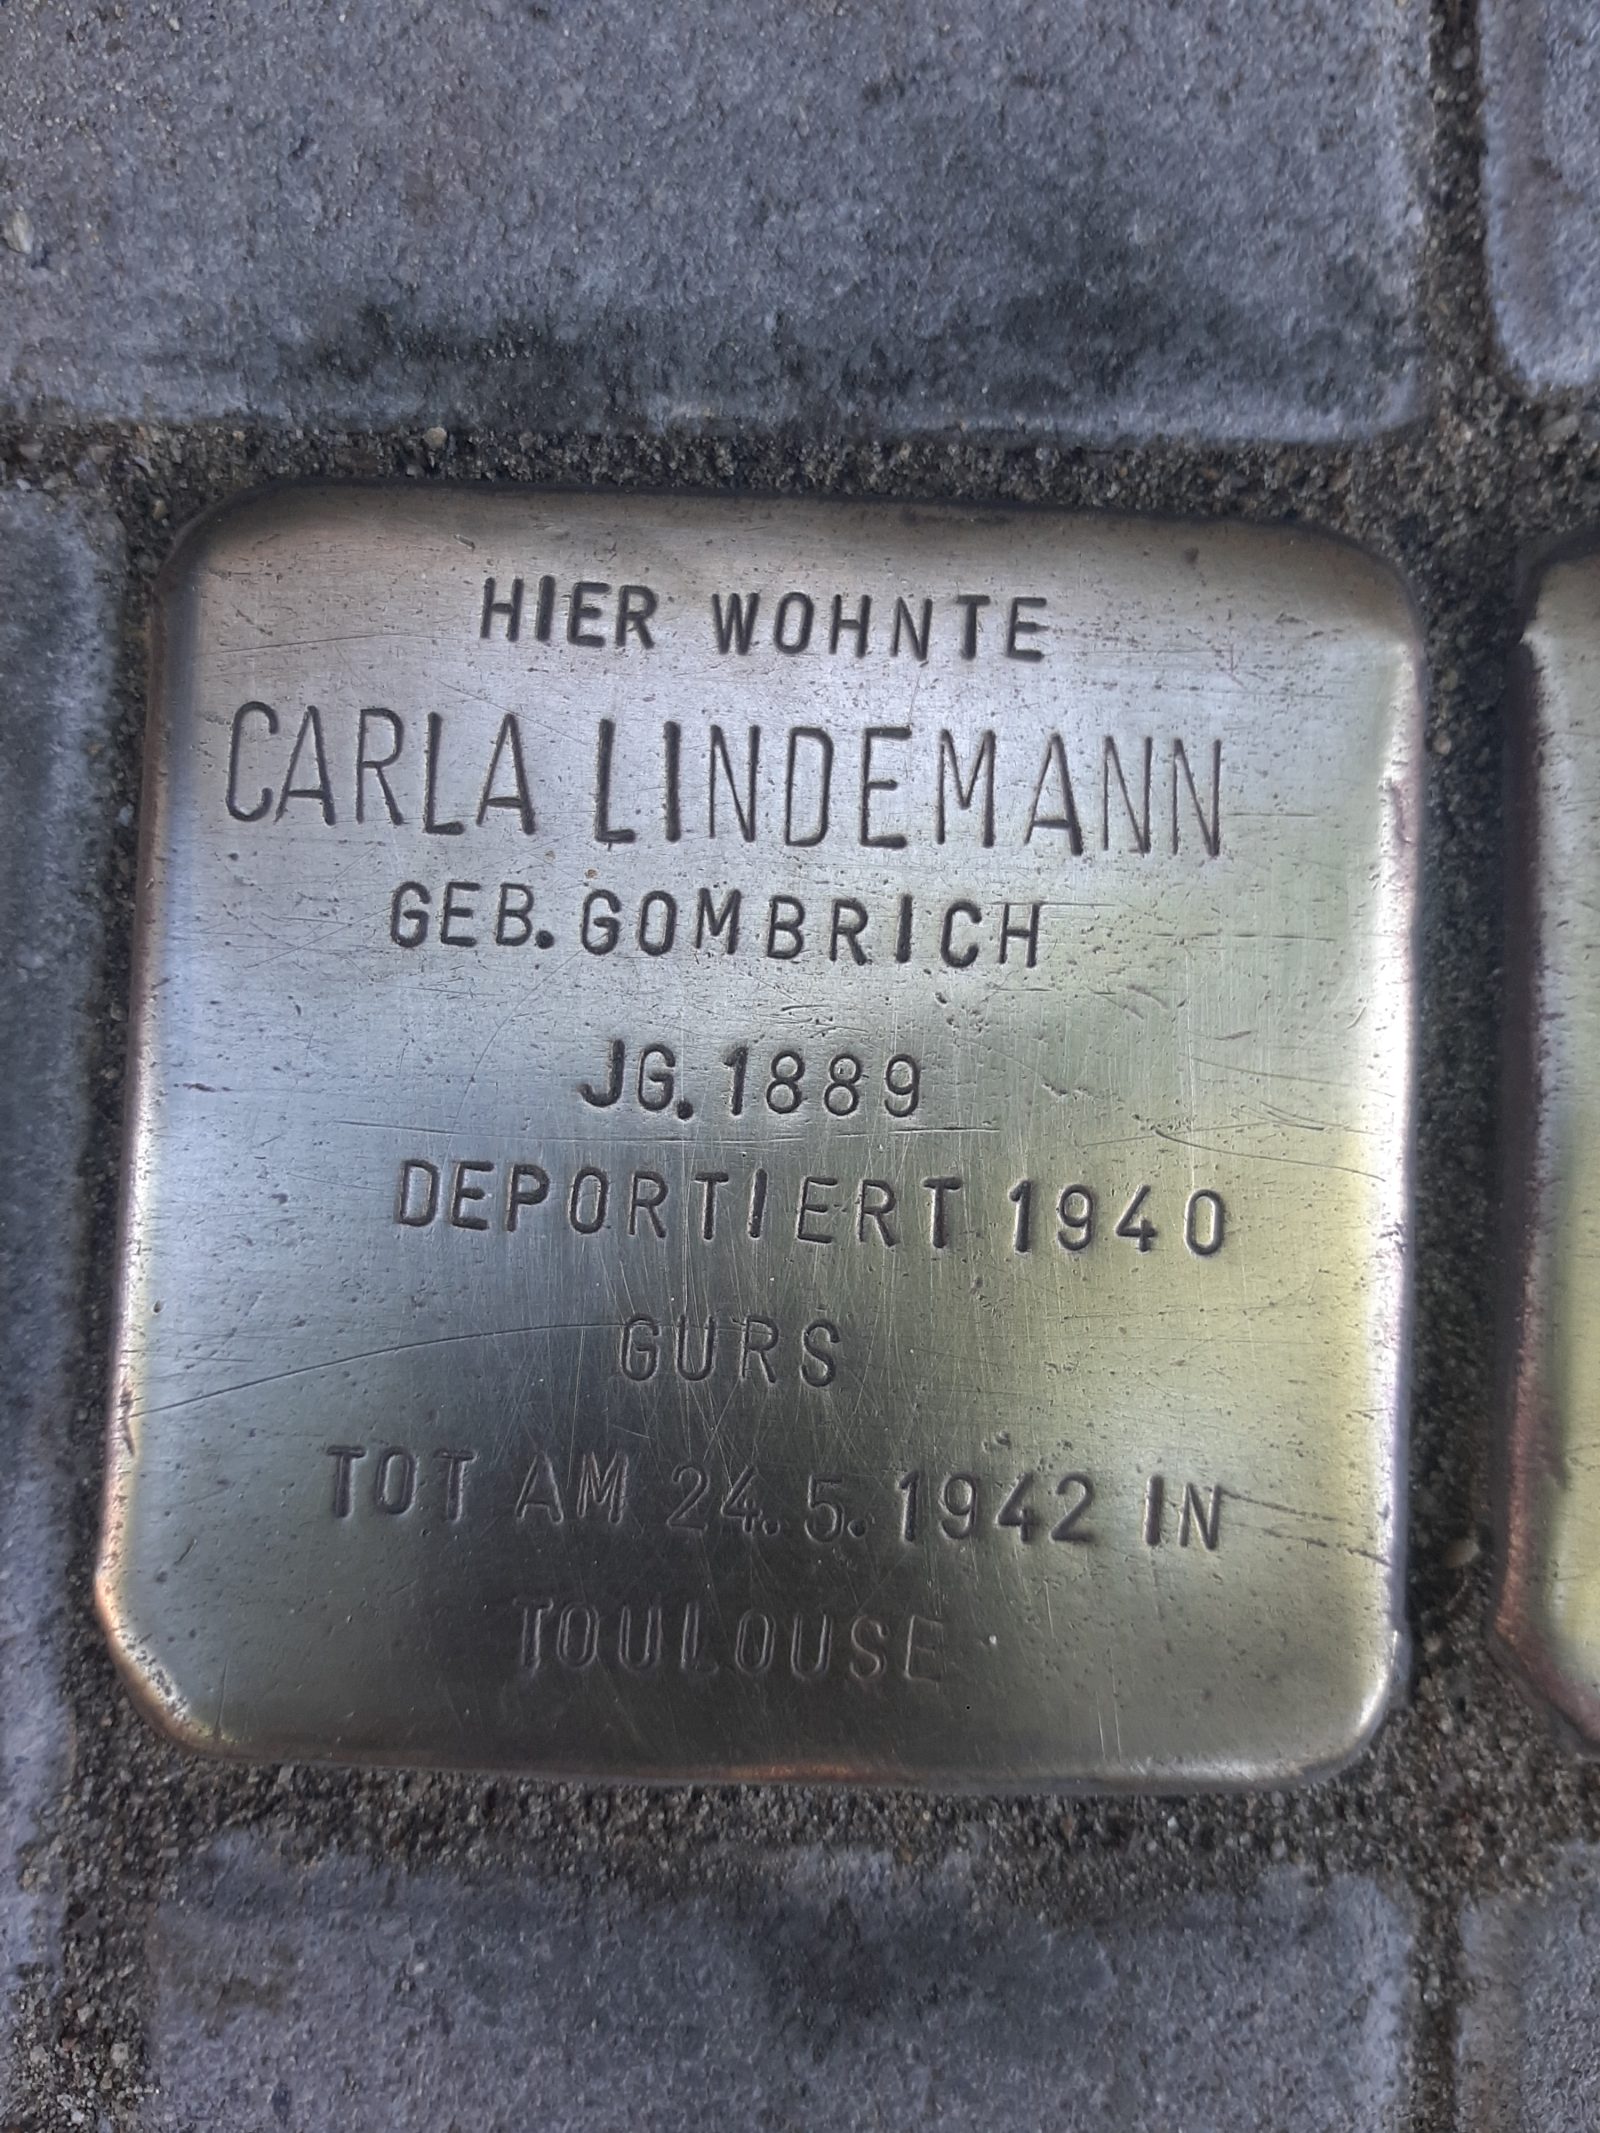 HIER WOHNTE
CARLA LINDEMANN
GEB. GOMBRICH
JG. 1889
DEPORTIERT 1940
GURS
TOT AM 24.5.1942 IN
TOULOUSE